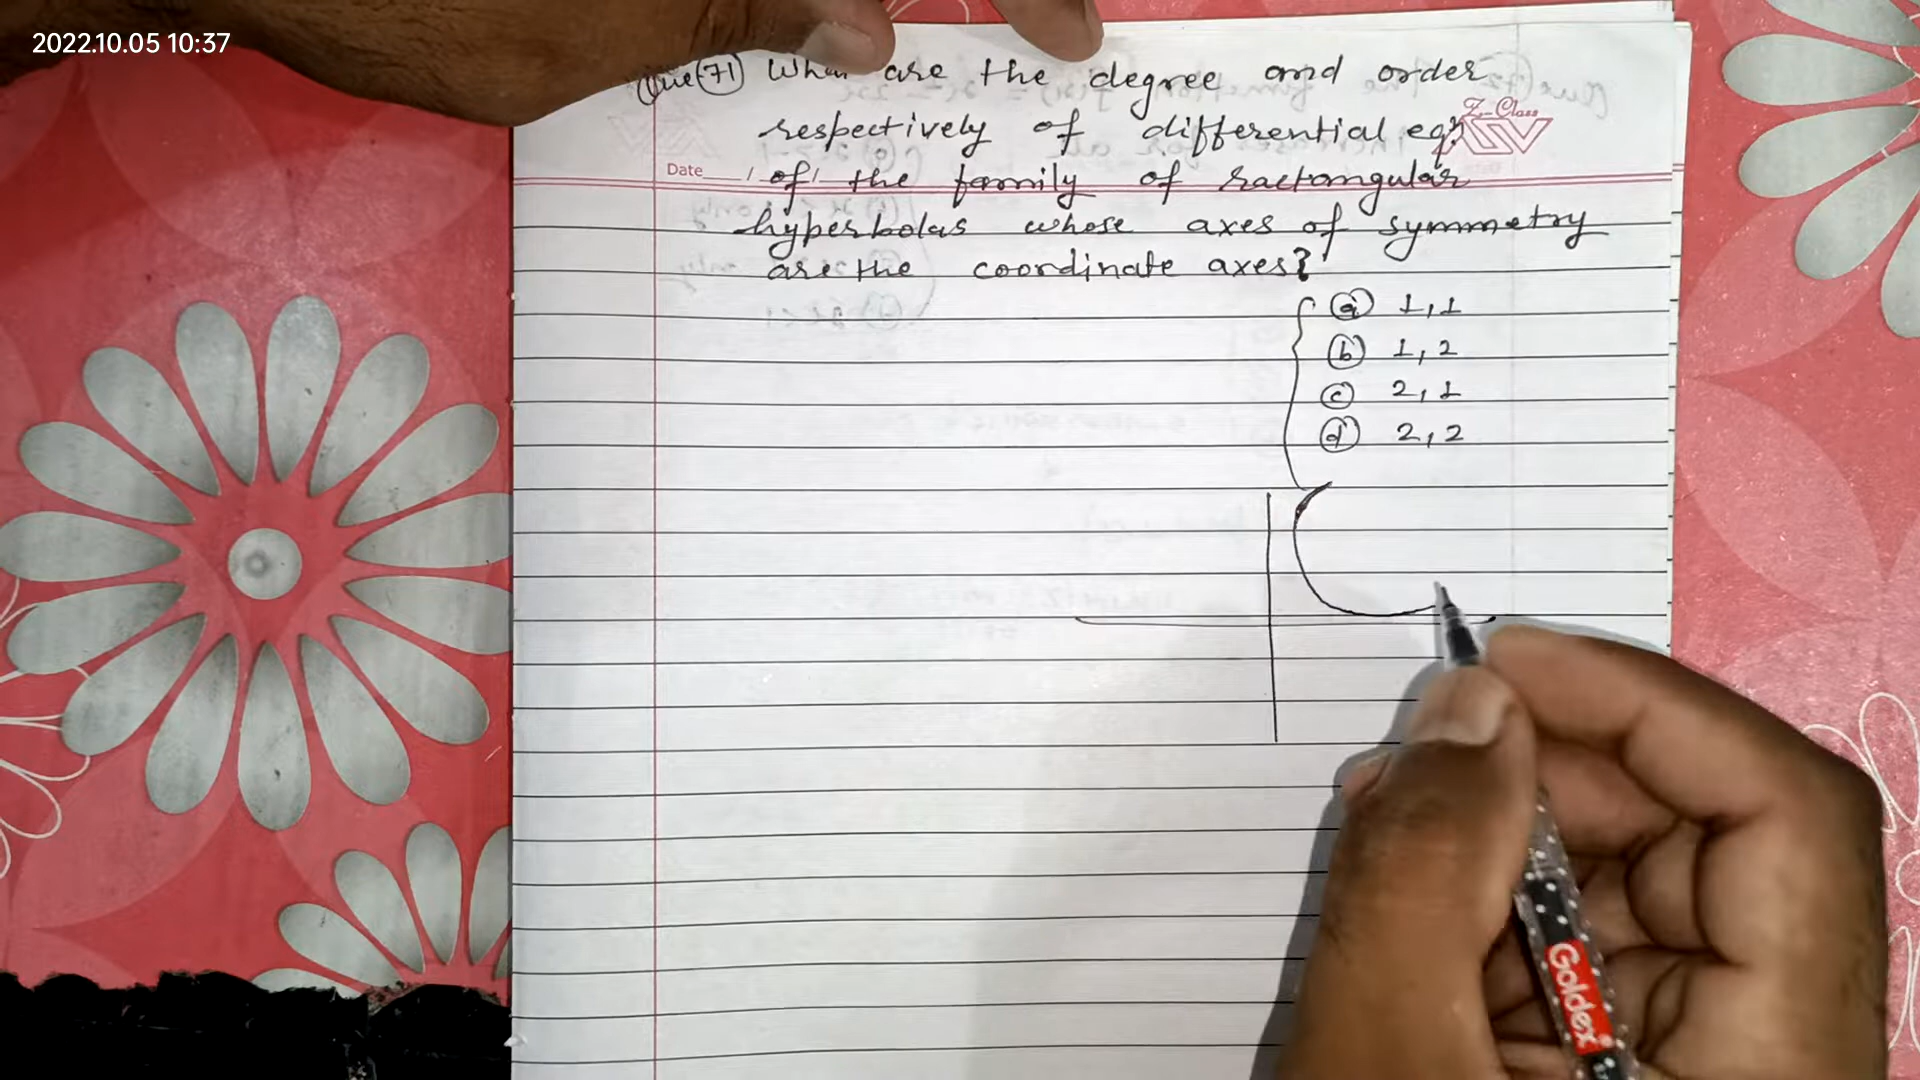 2022.10.05 10:37
Que(71) What are the degree and order
Z-Class
respectively of differential eqn
Date
of the family of ractangular
hyperbolas whose axes of symmetry
are the coordinate axes?
(a) 1,1
(b) 1,2
(c) 2,1
(d) 2,2
Goldex